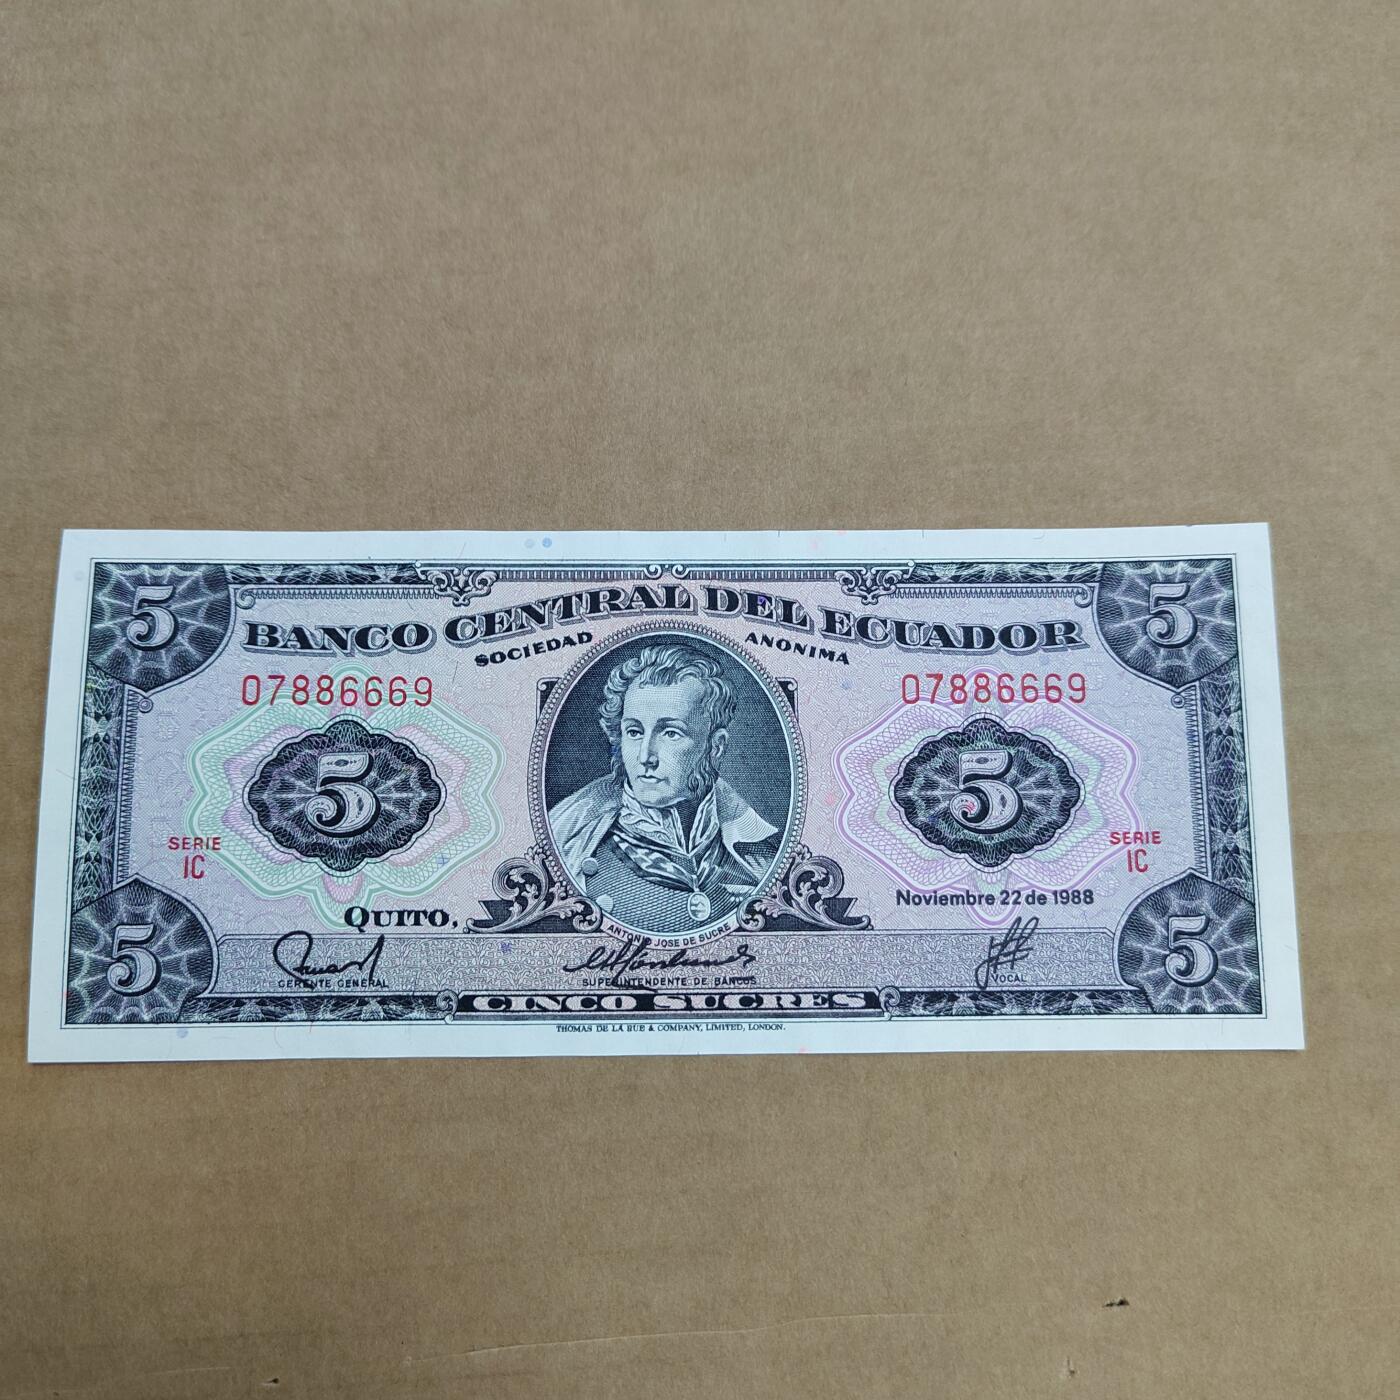 5 5
BANCO CENTRAL DEL ECUADOR
SOCIEDAD ANONIMA
07886669 07886669
5 5
SERIE
IC
SERIE
IC
Noviembre 22 de 1988
QUITO,
ANTONIO JOSE DE SUCRE
5 5
GERENTE GENERAL
SUPERINTENDENTE DE BANCOS
VOCAL
CINCO SUCRES
THOMAS DE LA RUE & COMPANY, LIMITED, LONDON.